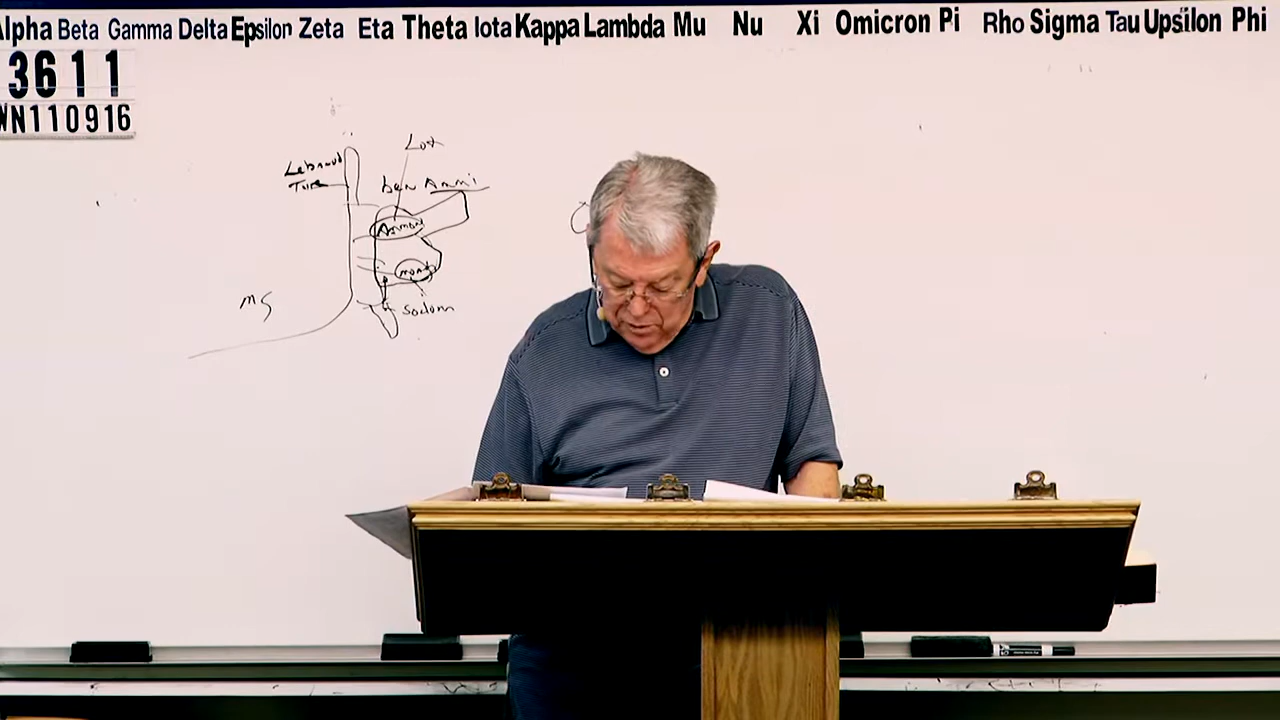 Alpha Beta Gamma Delta Epsilon Zeta Eta Theta Iota Kappa Lambda Mu Nu Xi Omicron Pi Rho Sigma Tau Upsilon Phi
3611
WN110916
Lot
Lebanon
Tyre
ben Ammi
Ammon
Moab
MS
Sodom